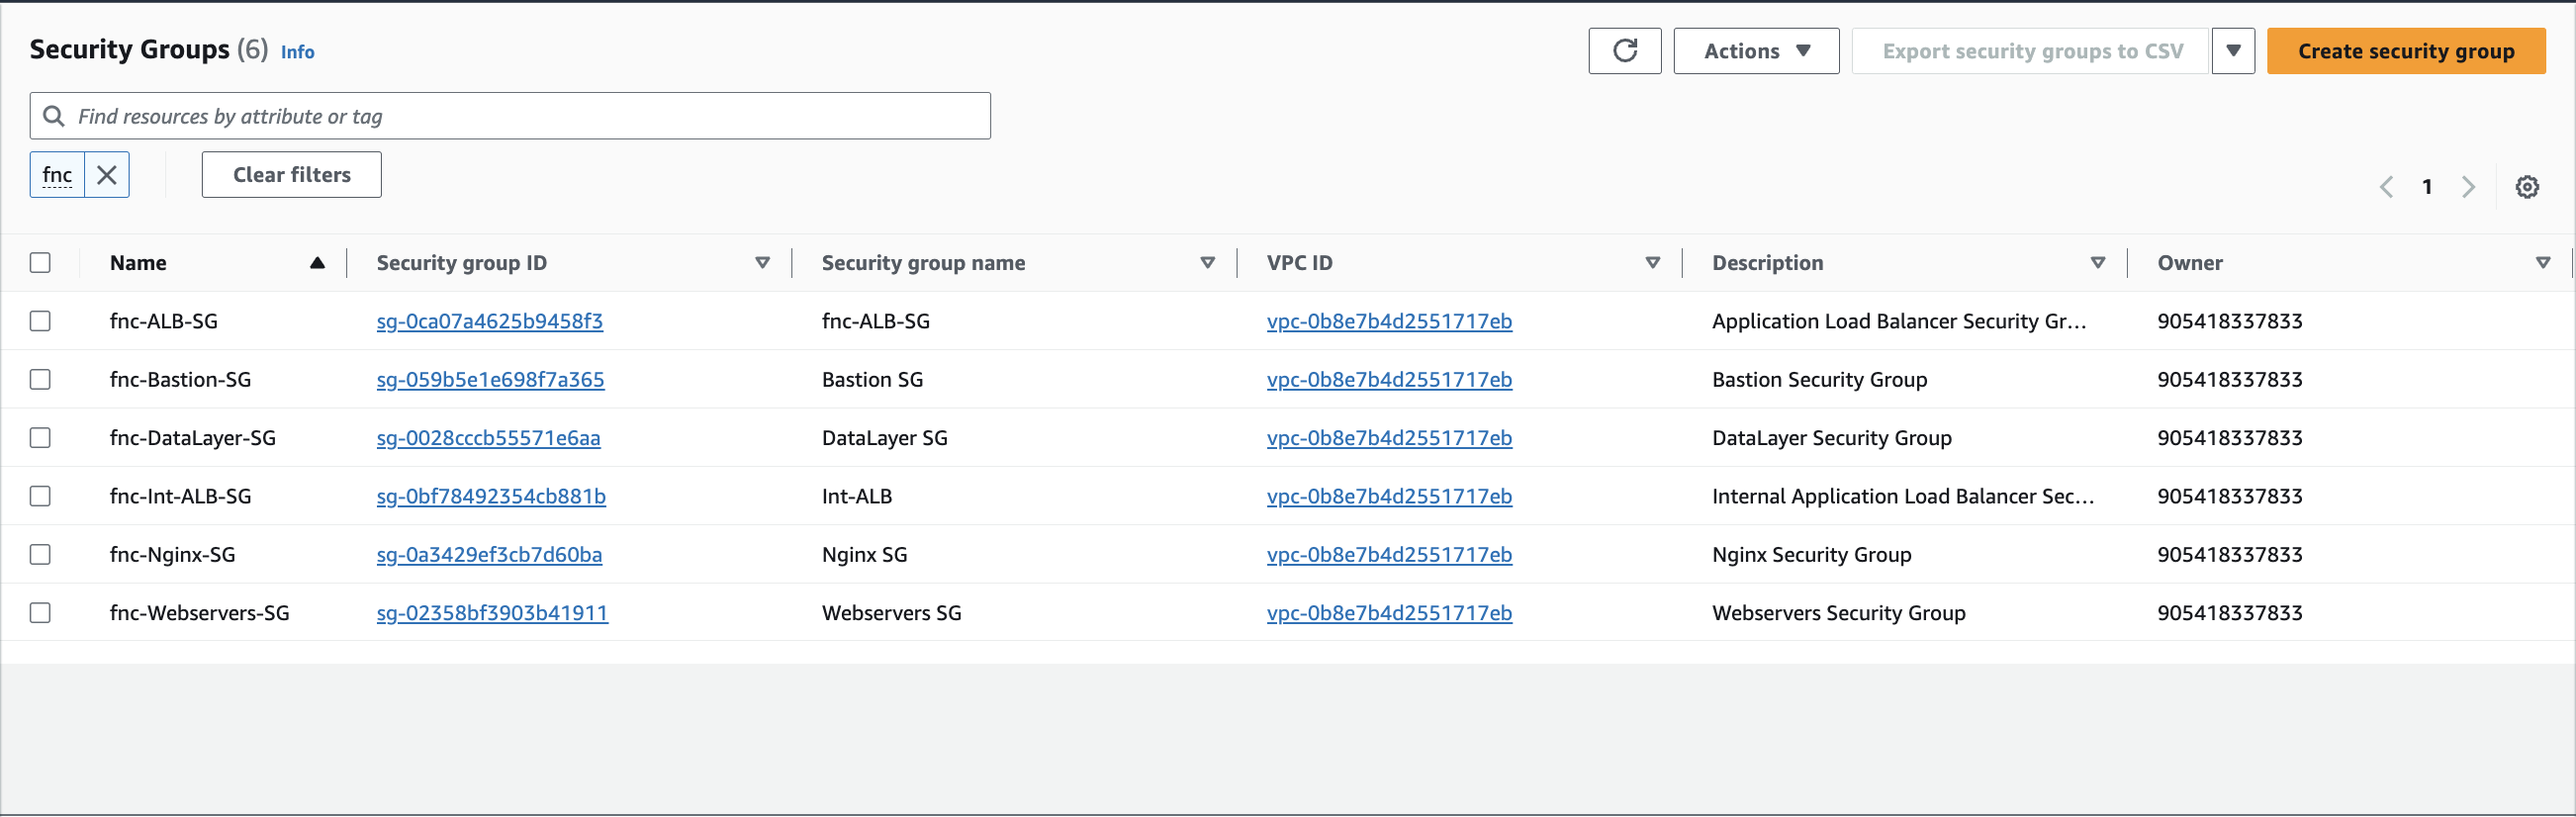 Security Groups (6) Info
Actions
Export security groups to CSV
Create security group
Find resources by attribute or tag
fnc
Clear filters
1
Name Security group ID Security group name VPC ID Description Owner
fnc-ALB-SG sg-0ca07a4625b9458f3 fnc-ALB-SG vpc-0b8e7b4d2551717eb Application Load Balancer Security Gr... 905418337833
fnc-Bastion-SG sg-059b5e1e698f7a365 Bastion SG vpc-0b8e7b4d2551717eb Bastion Security Group 905418337833
fnc-DataLayer-SG sg-0028cccb55571e6aa DataLayer SG vpc-0b8e7b4d2551717eb DataLayer Security Group 905418337833
fnc-Int-ALB-SG sg-0bf78492354cb881b Int-ALB vpc-0b8e7b4d2551717eb Internal Application Load Balancer Sec... 905418337833
fnc-Nginx-SG sg-0a3429ef3cb7d60ba Nginx SG vpc-0b8e7b4d2551717eb Nginx Security Group 905418337833
fnc-Webservers-SG sg-02358bf3903b41911 Webservers SG vpc-0b8e7b4d2551717eb Webservers Security Group 905418337833